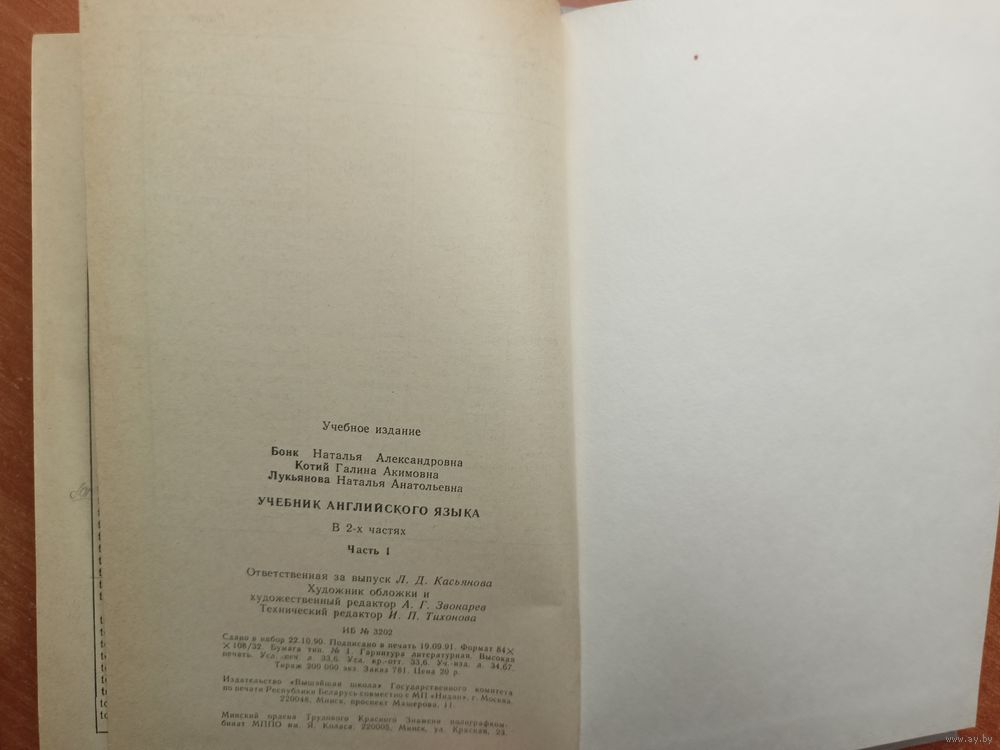 Учебное издание
Бонк Наталья Александровна
Котий Галина Акимовна
Лукьянова Наталья Анатольевна
УЧЕБНИК АНГЛИЙСКОГО ЯЗЫКА
В 2-х частях
Часть 1
Ответственная за выпуск Л. Д. Касьянова
Художник обложки и
художественный редактор А. Г. Звонарев
Технический редактор И. П. Тихонова
ИБ № 3202
Сдано в набор 22.10.90. Подписано в печать 19.09.91. Формат 84×
×108/32. Бумага тип. № 1. Гарнитура литературная. Высокая
печать. Усл. печ. л. 33,6. Усл. кр.-отт. 33,6. Уч.-изд. л. 34,67.
Тираж 200 000 экз. Заказ 781. Цена 20 р.
Издательство «Вышэйшая школа» Государственного комитета
по печати Республики Беларусь совместно с МП «Нидан», г. Москва.
220048, Минск, проспект Машерова, 11.
Минский ордена Трудового Красного Знамени полиграфком-
бинат МППО им. Я. Коласа. 220005, Минск, ул. Красная, 23.
www.ay.by